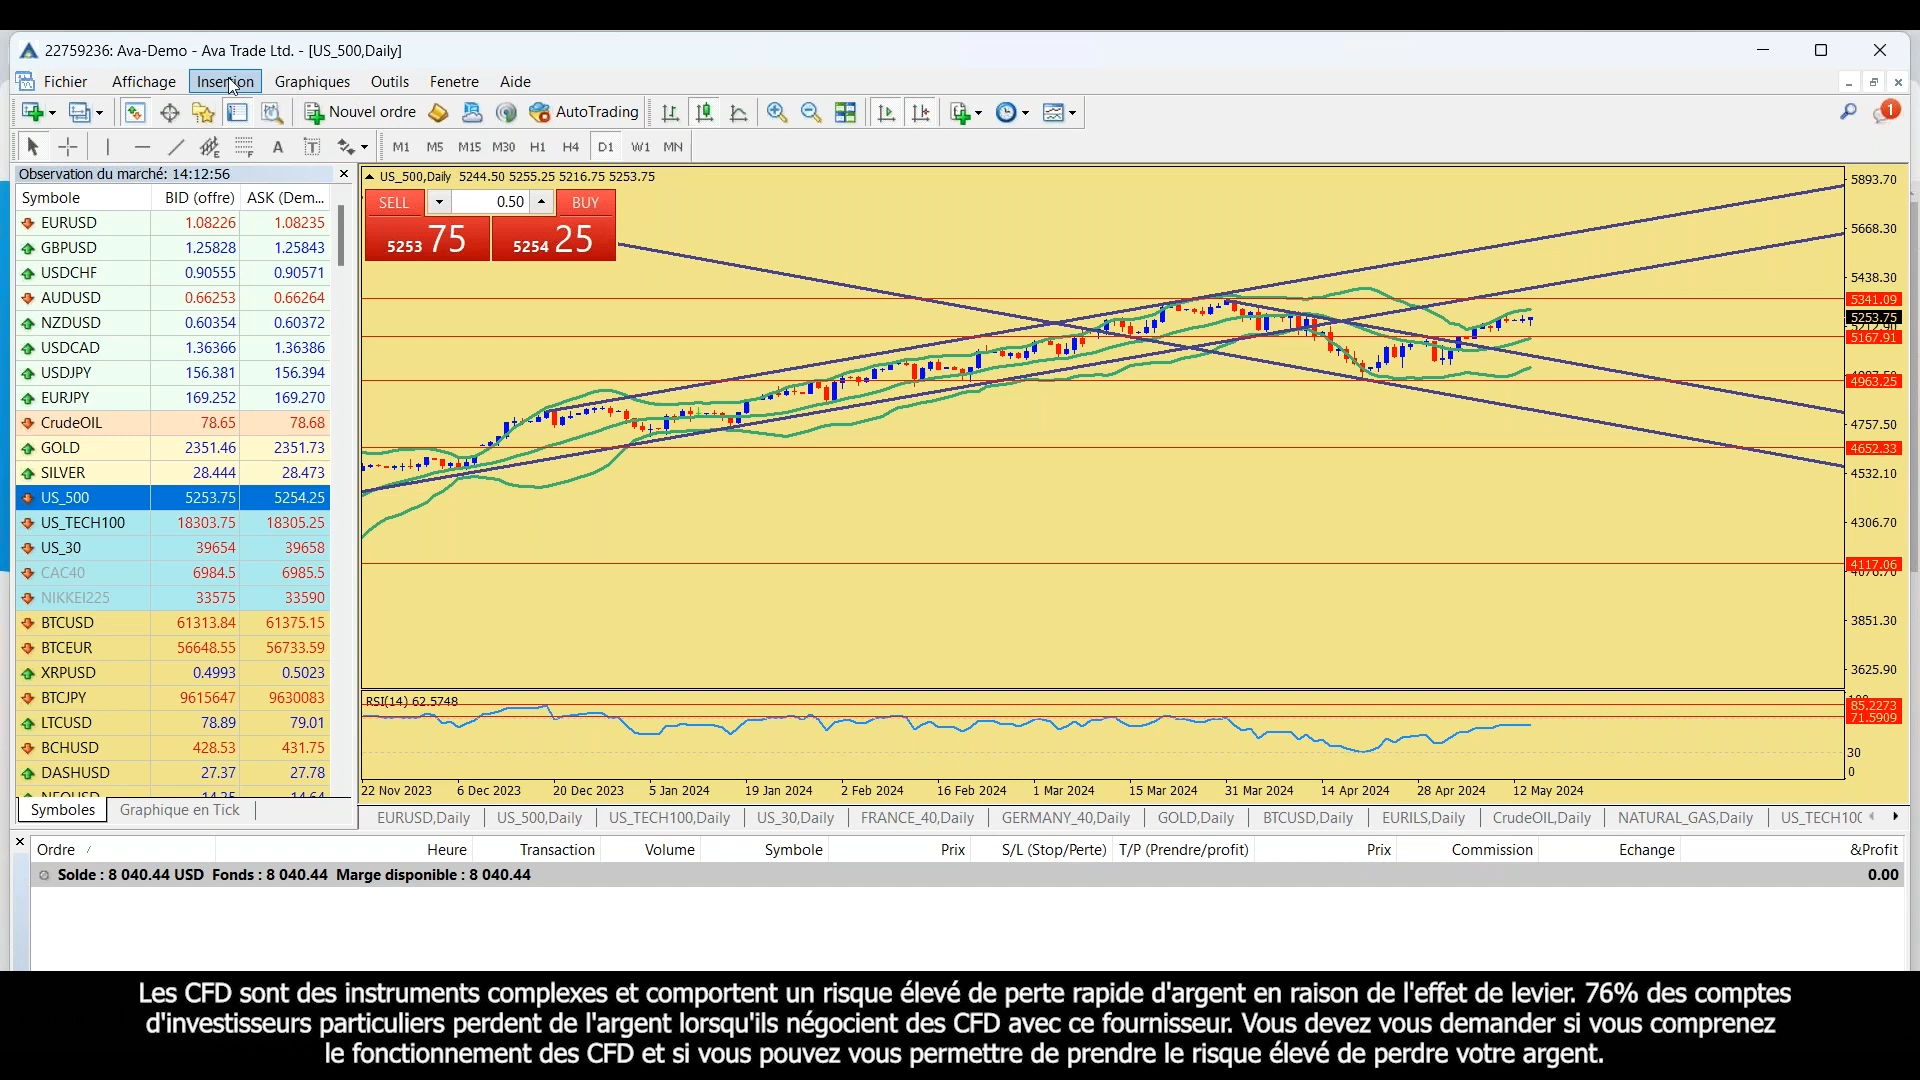 22759236: Ava-Demo - Ava Trade Ltd. - [US_500,Daily]
Fichier Affichage Insertion Graphiques Outils Fenetre Aide
Nouvel ordre AutoTrading 1
A T M1 M5 M15 M30 H1 H4 D1 W1 MN
Observation du marché: 14:12:56
Symbole BID (offre) ASK (Dem...
EURUSD 1.08226 1.08235
GBPUSD 1.25828 1.25843
USDCHF 0.90555 0.90571
AUDUSD 0.66253 0.66264
NZDUSD 0.60354 0.60372
USDCAD 1.36366 1.36386
USDJPY 156.381 156.394
EURJPY 169.252 169.270
CrudeOIL 78.65 78.68
GOLD 2351.46 2351.73
SILVER 28.444 28.473
US_500 5253.75 5254.25
US_TECH100 18303.75 18305.25
US_30 39654 39658
CAC40 6984.5 6985.5
NIKKEI225 33575 33590
BTCUSD 61313.84 61375.15
BTCEUR 56648.55 56733.59
XRPUSD 0.4993 0.5023
BTCJPY 9615647 9630083
LTCUSD 78.89 79.01
BCHUSD 428.53 431.75
DASHUSD 27.37 27.78
Symboles Graphique en Tick
US_500,Daily 5244.50 5255.25 5216.75 5253.75
SELL 0.50 BUY
5253 75 5254 25
5893.70
5668.30
5438.30
5341.09
5253.75
5167.91
4963.25
4757.50
4652.33
4532.10
4306.70
4117.06
3851.30
3625.90
RSI(14) 62.5748
85.2273
71.5909
30
0
22 Nov 2023 6 Dec 2023 20 Dec 2023 5 Jan 2024 19 Jan 2024 2 Feb 2024 16 Feb 2024 1 Mar 2024 15 Mar 2024 31 Mar 2024 14 Apr 2024 28 Apr 2024 12 May 2024
EURUSD,Daily US_500,Daily US_TECH100,Daily US_30,Daily FRANCE_40,Daily GERMANY_40,Daily GOLD,Daily BTCUSD,Daily EURILS,Daily CrudeOIL,Daily NATURAL_GAS,Daily US_TECH100
Ordre Heure Transaction Volume Symbole Prix S/L (Stop/Perte) T/P (Prendre/profit) Prix Commission Echange &Profit
Solde : 8 040.44 USD Fonds : 8 040.44 Marge disponible : 8 040.44 0.00
Les CFD sont des instruments complexes et comportent un risque élevé de perte rapide d'argent en raison de l'effet de levier. 76% des comptes
d'investisseurs particuliers perdent de l'argent lorsqu'ils négocient des CFD avec ce fournisseur. Vous devez vous demander si vous comprenez
le fonctionnement des CFD et si vous pouvez vous permettre de prendre le risque élevé de perdre votre argent.